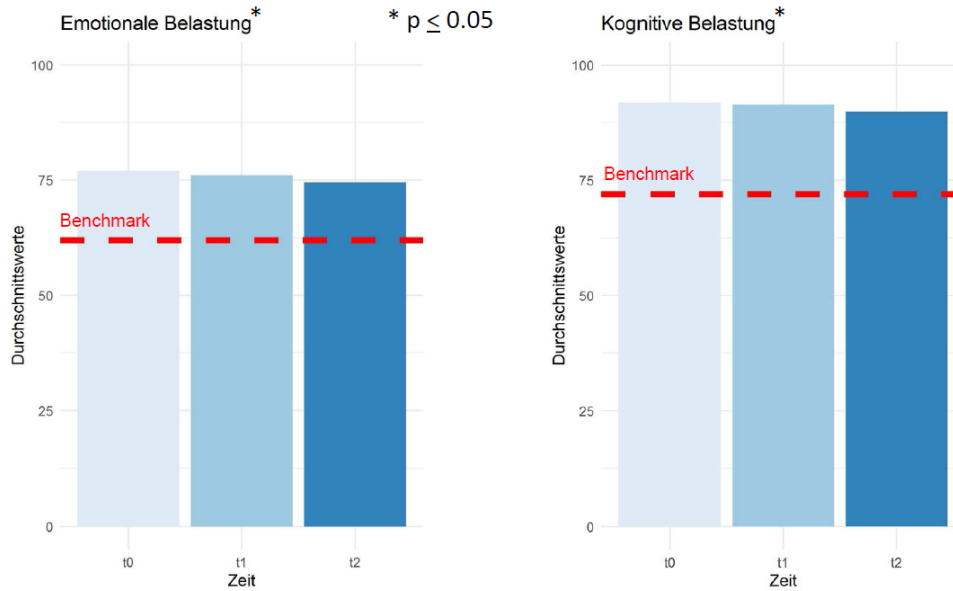 Emotionale Belastung*
* p ≤ 0.05
100
75
50
25
0
Benchmark
Durchschnittswerte
t0 t1 t2
Zeit
Kognitive Belastung*
100
75
50
25
0
Benchmark
Durchschnittswerte
t0 t1 t2
Zeit